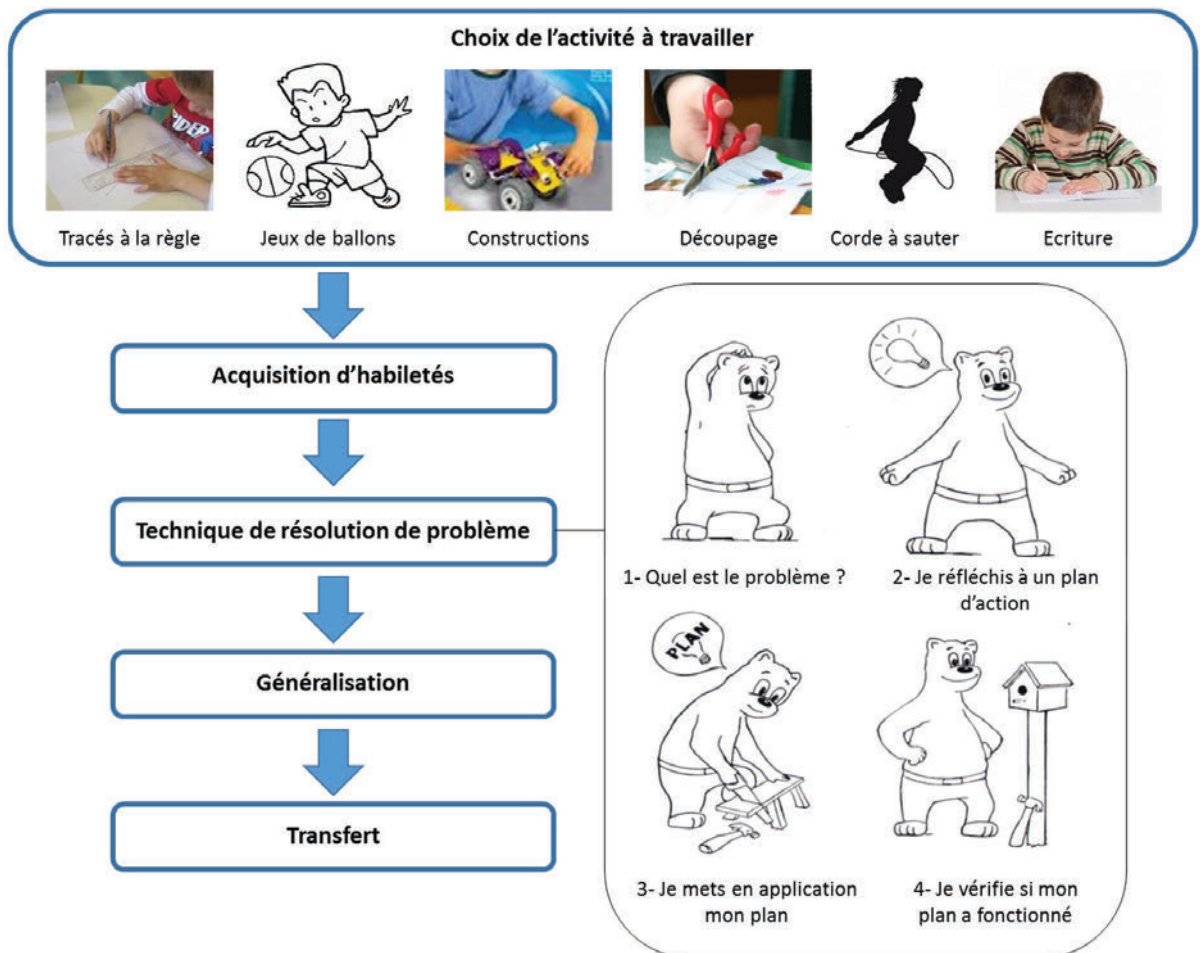 Choix de l’activité à travailler
SPIDER
Tracés à la règle
Jeux de ballons
Constructions
Découpage
Corde à sauter
Ecriture
Acquisition d’habiletés
Technique de résolution de problème
Généralisation
Transfert
1- Quel est le problème ?
2- Je réfléchis à un plan
d’action
PLAN
3- Je mets en application
mon plan
4- Je vérifie si mon
plan a fonctionné